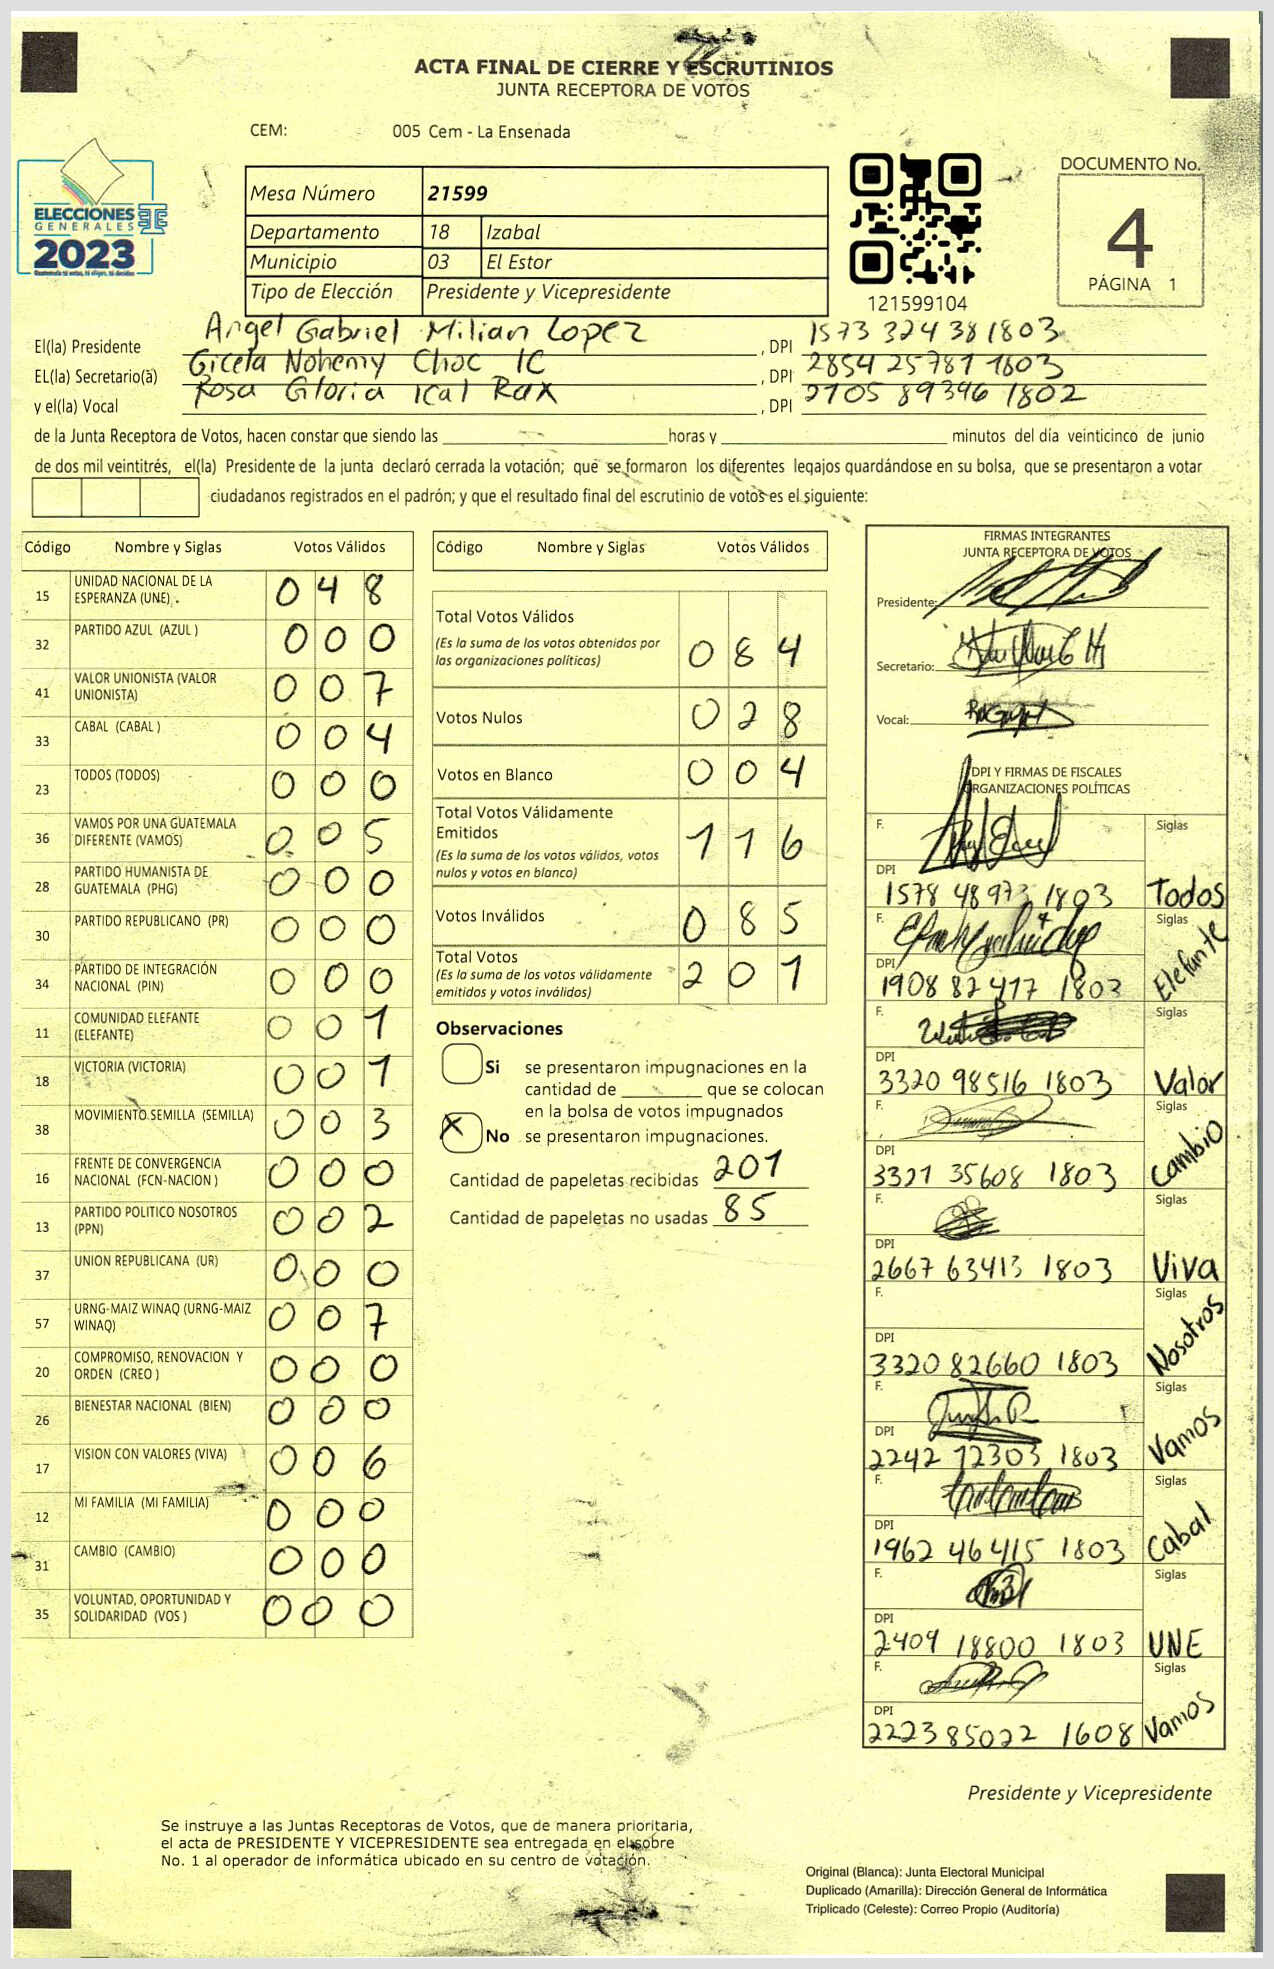 ACTA FINAL DE CIERRE Y ESCRUTINIOS
JUNTA RECEPTORA DE VOTOS
CEM: 005 Cem - La Ensenada
ELECCIONES
GENERALES
2023
Mesa Número 21599
Departamento 18 Izabal
Municipio 03 El Estor
Tipo de Elección Presidente y Vicepresidente
121599104
DOCUMENTO No.
4
PÁGINA 1
El(la) Presidente Angel Gabriel Milian Lopez, DPI 1573 32438 1803
EL(la) Secretario(a) Gicela Nohemy Choc IC, DPI 2854 25781 1803
y el(la) Vocal Rosa Gloria Ical Rax, DPI 2705 89346 1802
de la Junta Receptora de Votos, hacen constar que siendo las horas y minutos del día veinticinco de junio
de dos mil veintitrés, el(la) Presidente de la junta declaró cerrada la votación; que se formaron los diferentes legajos guardándose en su bolsa, que se presentaron a votar
ciudadanos registrados en el padrón; y que el resultado final del escrutinio de votos es el siguiente:
Código Nombre y Siglas Votos Válidos
15 UNIDAD NACIONAL DE LA ESPERANZA (UNE) 0 4 8
32 PARTIDO AZUL (AZUL ) 0 0 0
41 VALOR UNIONISTA (VALOR UNIONISTA) 0 0 7
33 CABAL (CABAL ) 0 0 4
23 TODOS (TODOS) 0 0 0
36 VAMOS POR UNA GUATEMALA DIFERENTE (VAMOS) 0 0 5
28 PARTIDO HUMANISTA DE GUATEMALA (PHG) 0 0 0
30 PARTIDO REPUBLICANO (PR) 0 0 0
34 PARTIDO DE INTEGRACIÓN NACIONAL (PIN) 0 0 0
11 COMUNIDAD ELEFANTE (ELEFANTE) 0 0 1
18 VICTORIA (VICTORIA) 0 0 1
38 MOVIMIENTO SEMILLA (SEMILLA) 0 0 3
16 FRENTE DE CONVERGENCIA NACIONAL (FCN-NACION ) 0 0 0
13 PARTIDO POLITICO NOSOTROS (PPN) 0 0 2
37 UNION REPUBLICANA (UR) 0 0 0
57 URNG-MAIZ WINAQ (URNG-MAIZ WINAQ) 0 0 7
20 COMPROMISO, RENOVACION Y ORDEN (CREO ) 0 0 0
26 BIENESTAR NACIONAL (BIEN) 0 0 0
17 VISION CON VALORES (VIVA) 0 0 6
12 MI FAMILIA (MI FAMILIA) 0 0 0
31 CAMBIO (CAMBIO) 0 0 0
35 VOLUNTAD, OPORTUNIDAD Y SOLIDARIDAD (VOS ) 0 0 0
Código Nombre y Siglas Votos Válidos
Total Votos Válidos
(Es la suma de los votos obtenidos por
las organizaciones políticas) 0 8 4
Votos Nulos 0 2 8
Votos en Blanco 0 0 4
Total Votos Válidamente
Emitidos
(Es la suma de los votos válidos, votos
nulos y votos en blanco) 1 1 6
Votos Inválidos 0 8 5
Total Votos
(Es la suma de los votos válidamente
emitidos y votos inválidos) 2 0 1
Observaciones
Si se presentaron impugnaciones en la
cantidad de que se colocan
en la bolsa de votos impugnados
X No se presentaron impugnaciones.
Cantidad de papeletas recibidas 201
Cantidad de papeletas no usadas 85
FIRMAS INTEGRANTES
JUNTA RECEPTORA DE VOTOS
Presidente:
Secretario:
Vocal:
DPI Y FIRMAS DE FISCALES
ORGANIZACIONES POLÍTICAS
F. Siglas
DPI 1578 48973 1803 Todos
F. Siglas
DPI 1908 82417 1803 Elefante
F. Siglas
DPI 3320 98516 1803 Valor
F. Siglas
DPI 3321 35608 1803 Cambio
F. Siglas
DPI 2667 63413 1803 Viva
F. Siglas
DPI 3320 82660 1803 Nosotros
F. Siglas
DPI 2242 72303 1803 Vamos
F. Siglas
DPI 1962 46415 1803 Cabal
F. Siglas
DPI 2409 18800 1803 UNE
F. Siglas
DPI 2223 85022 1608 Vamos
Presidente y Vicepresidente
Se instruye a las Juntas Receptoras de Votos, que de manera prioritaria,
el acta de PRESIDENTE Y VICEPRESIDENTE sea entregada en el sobre
No. 1 al operador de informática ubicado en su centro de votación.
Original (Blanca): Junta Electoral Municipal
Duplicado (Amarilla): Dirección General de Informática
Triplicado (Celeste): Correo Propio (Auditoría)